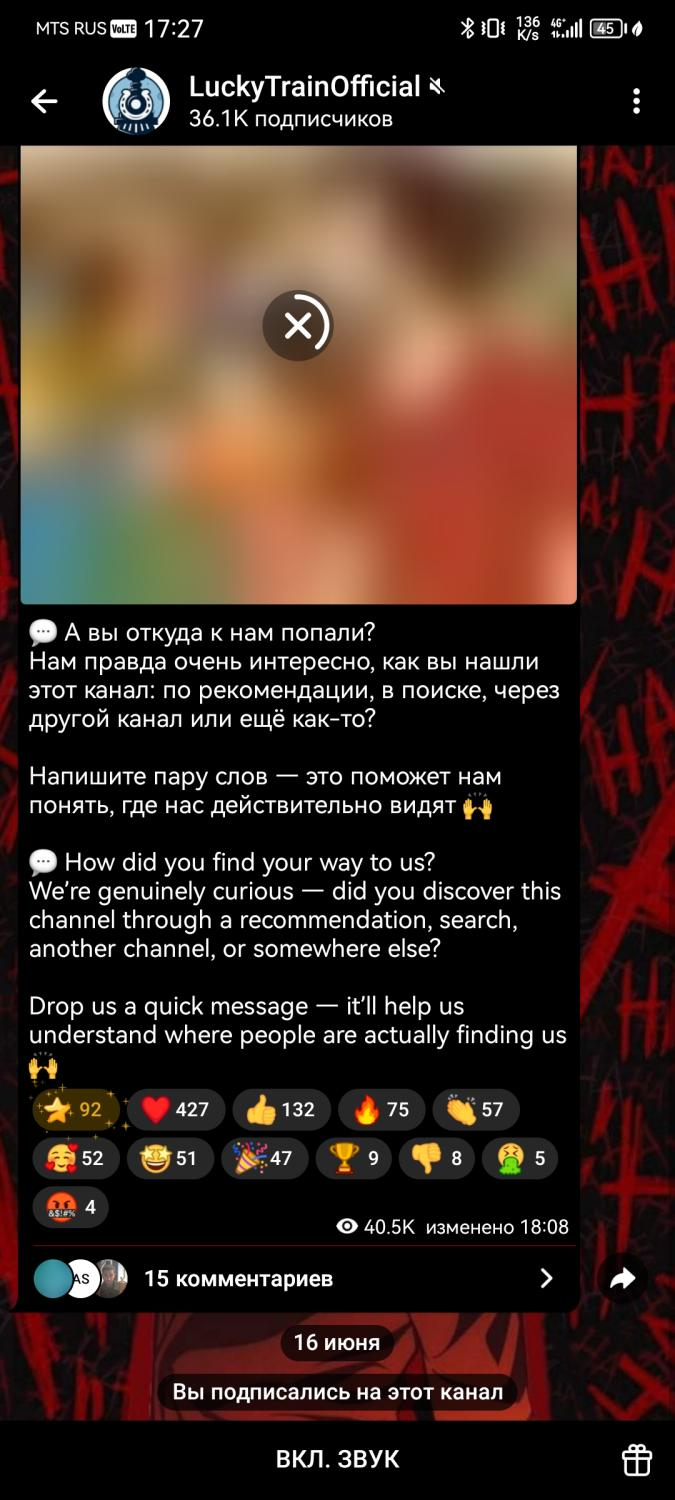 MTS RUS VoLTE 17:27 136 K/s 4G+ 45
LuckyTrainOfficial
36.1K подписчиков
💬 А вы откуда к нам попали?
Нам правда очень интересно, как вы нашли
этот канал: по рекомендации, в поиске, через
другой канал или ещё как-то?
Напишите пару слов — это поможет нам
понять, где нас действительно видят 🙌
💬 How did you find your way to us?
We’re genuinely curious — did you discover this
channel through a recommendation, search,
another channel, or somewhere else?
Drop us a quick message — it’ll help us
understand where people are actually finding us
🙌
⭐ 92 ❤️ 427 👍 132 🔥 75 👏 57
🥰 52 🤩 51 🎉 47 🏆 9 👎 8 🤮 5
🤬 4
40.5K изменено 18:08
AS 15 комментариев
16 июня
Вы подписались на этот канал
ВКЛ. ЗВУК